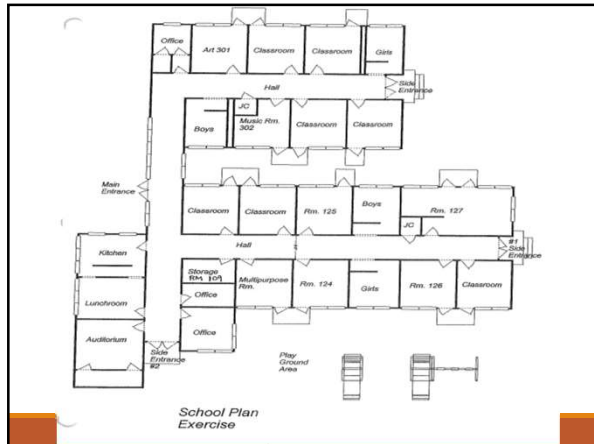 Office
Art 301
Classroom
Classroom
Girls
Side
Entrance
Hall
JC
Boys
Music Rm.
302
Classroom
Classroom
Main
Entrance
Classroom
Classroom
Rm. 125
Boys
JC
Rm. 127
#1
Side
Entrance
Hall
Kitchen
Storage
RM 109
Multipurpose
Rm.
Rm. 124
Girls
Rm. 126
Classroom
Lunchroom
Office
Auditorium
Office
Side
Entrance
#2
Play
Ground
Area
School Plan
Exercise